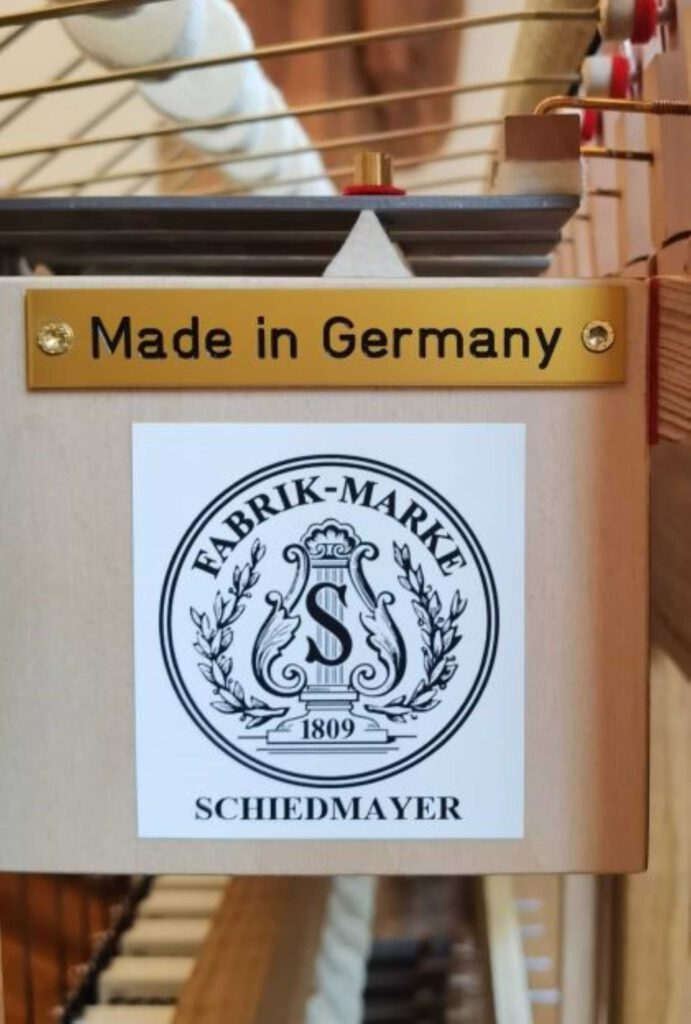 Made in Germany
FABRIK-MARKE
S
1809
SCHIEDMAYER